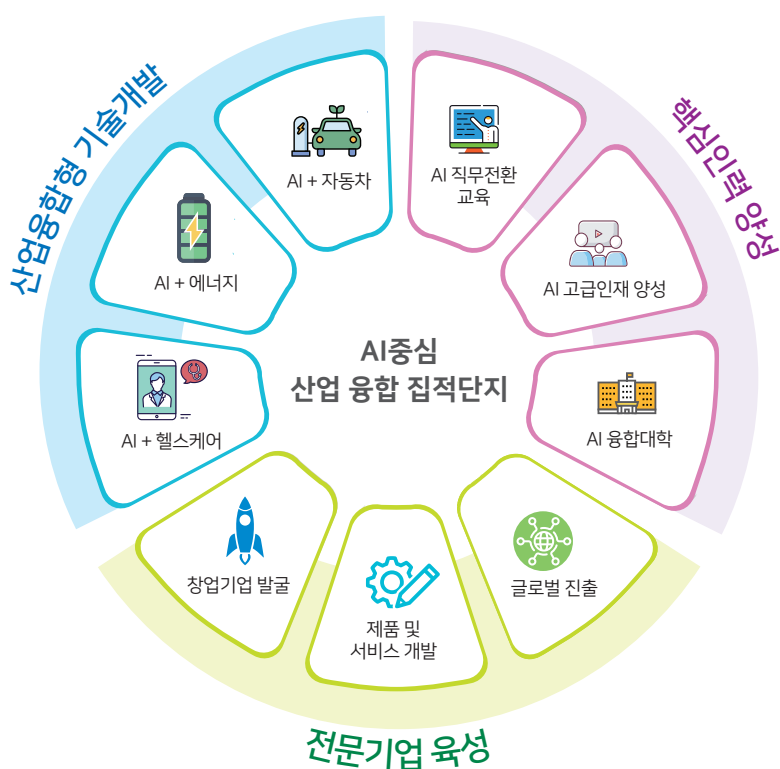 산업융합형 기술개발
AI + 자동차
AI + 에너지
AI + 헬스케어
핵심인력 양성
AI 직무전환
교육
AI 고급인재 양성
AI 융합대학
AI중심
산업 융합 집적단지
창업기업 발굴
제품 및
서비스 개발
글로벌 진출
전문기업 육성